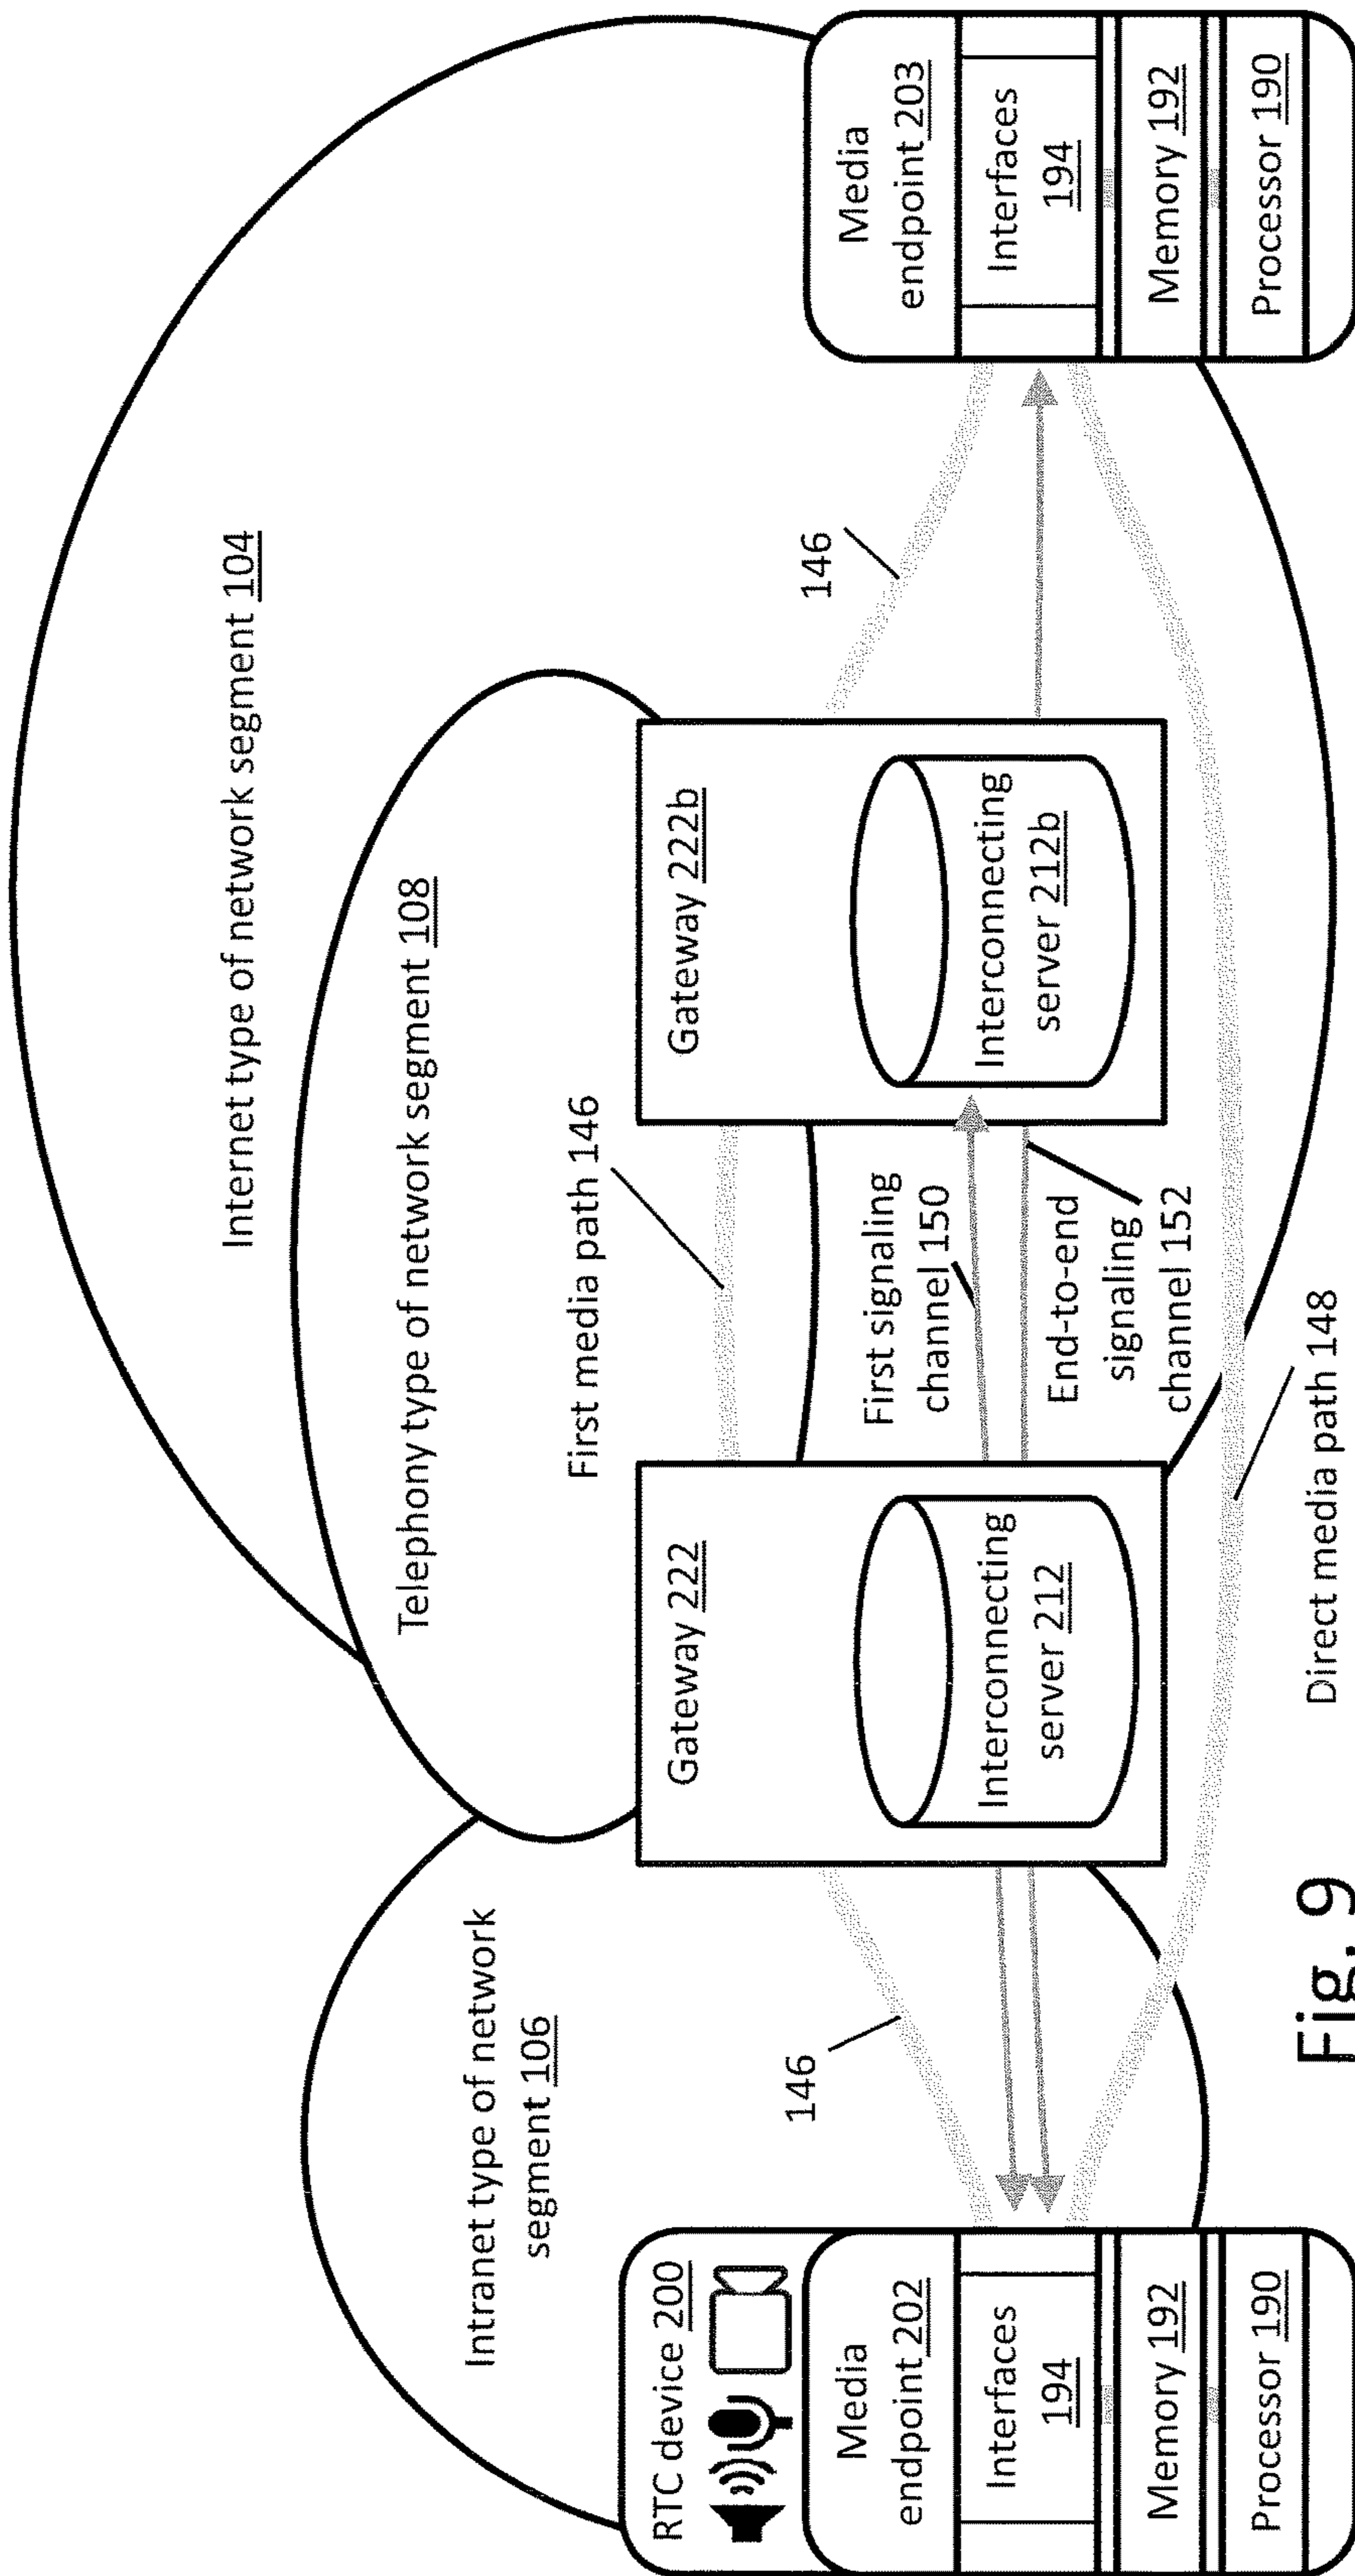 Internet type of network segment 104
Telephony type of network segment 108
Intranet type of network
segment 106
First media path 146
RTC device 200
Media
endpoint 202
Interfaces
194
Memory 192
Processor 190
146
Gateway 222
Interconnecting
server 212
First signaling
channel 150
End-to-end
signaling
channel 152
Gateway 222b
Interconnecting
server 212b
146
Media
endpoint 203
Interfaces
194
Memory 192
Processor 190
Direct media path 148
Fig. 9